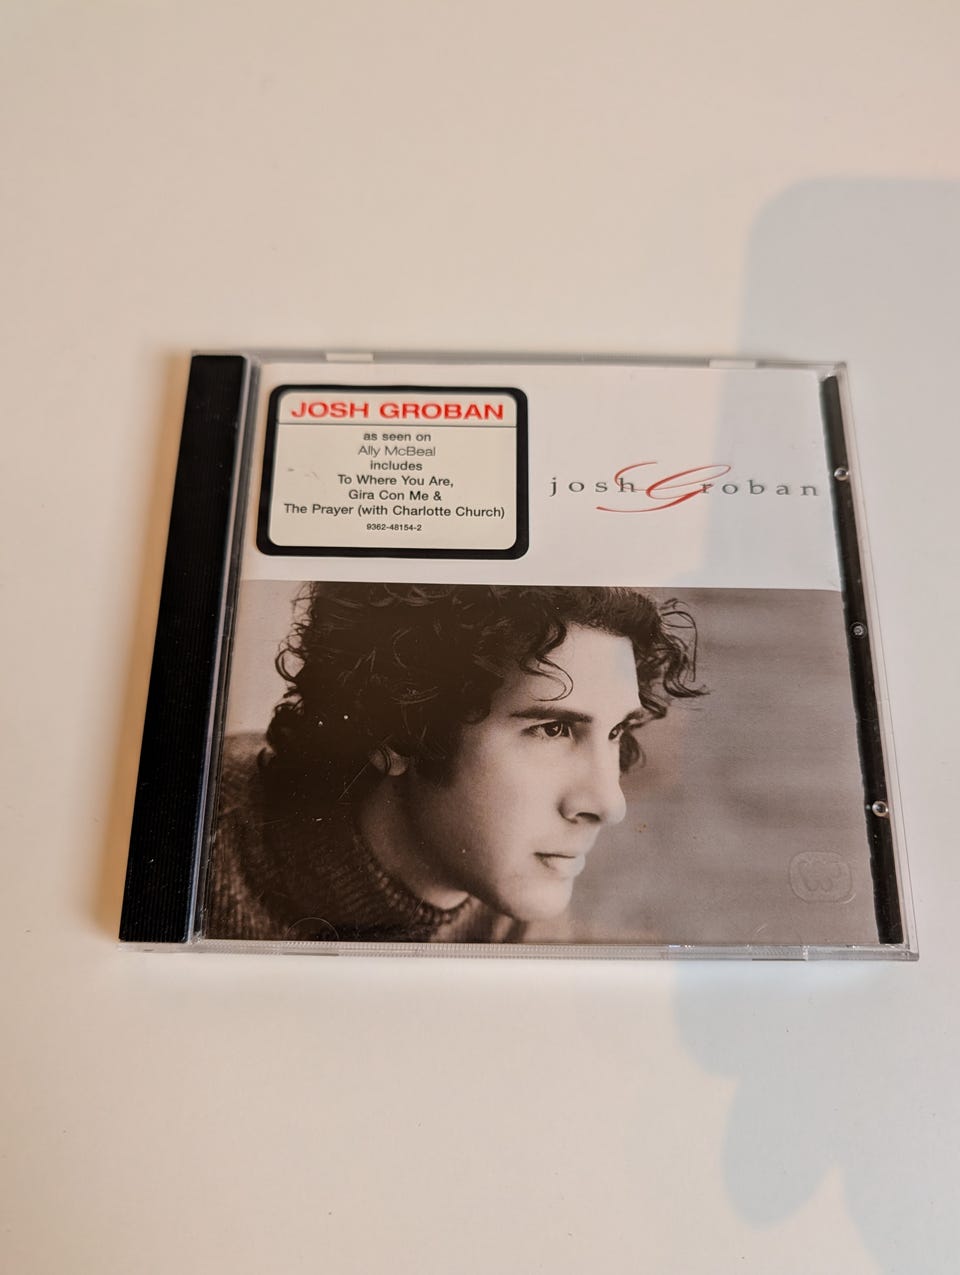 JOSH GROBAN
as seen on
Ally McBeal
includes
To Where You Are,
Gira Con Me &
The Prayer (with Charlotte Church)
9362-48154-2
josh Groban